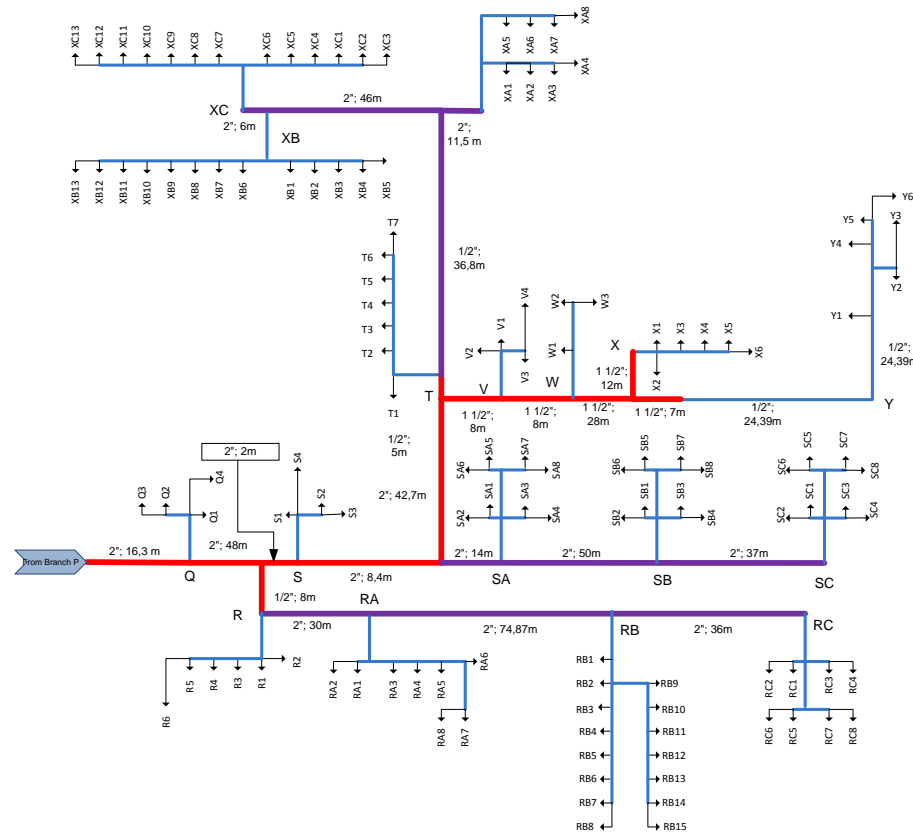 XC13
XC12
XC11
XC10
XC9
XC8
XC7
XC6
XC5
XC4
XC1
XC2
XC3
XA8
XA5
XA6
XA7
XA4
XA1
XA2
XA3
XC
2"; 46m
2"; 6m
XB
2";
11,5 m
XB13
XB12
XB11
XB10
XB9
XB8
XB7
XB6
XB1
XB2
XB3
XB4
XB5
T7
T6
T5
T4
T3
T2
T1
1/2";
36,8m
Y6
Y5
Y3
Y4
Y2
Y1
1/2";
24,39m
V4
V1
V2
V3
W2
W3
W1
X
X1
X3
X4
X5
X6
X2
1 1/2";
12m
T
V
W
Y
1 1/2";
8m
1 1/2";
8m
1 1/2";
28m
1 1/2"; 7m
1/2";
24,39m
1/2";
5m
2"; 2m
Q4
Q3
Q2
Q1
S4
S2
S1
S3
2"; 42,7m
SA5
SA7
SA6
SA8
SA1
SA3
SA2
SA4
SB5
SB7
SB6
SB8
SB1
SB3
SB2
SB4
SC5
SC7
SC6
SC8
SC1
SC3
SC2
SC4
From Branch P
2"; 16,3 m
2"; 48m
2"; 14m
2"; 50m
2"; 37m
Q
S
2"; 8,4m
SA
SB
SC
1/2"; 8m
RA
R
2"; 30m
2"; 74,87m
RB
2"; 36m
RC
R6
R5
R4
R3
R1
R2
RA2
RA1
RA3
RA4
RA5
RA6
RA8
RA7
RB1
RB2
RB3
RB4
RB5
RB6
RB7
RB8
RB9
RB10
RB11
RB12
RB13
RB14
RB15
RC2
RC1
RC3
RC4
RC6
RC5
RC7
RC8